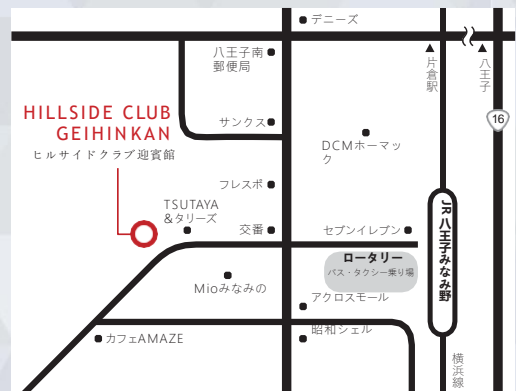 デニーズ
八王子南
郵便局
片倉駅
八王子
HILLSIDE CLUB
GEIHINKAN
ヒルサイドクラブ迎賓館
サンクス
16
DCMホーマッ
ク
フレスポ
TSUTAYA
&タリーズ
交番
セブンイレブン
JR 八王子みなみ野
ロータリー
バス・タクシー乗り場
Mioみなみの
アクロスモール
昭和シェル
カフェAMAZE
横浜線